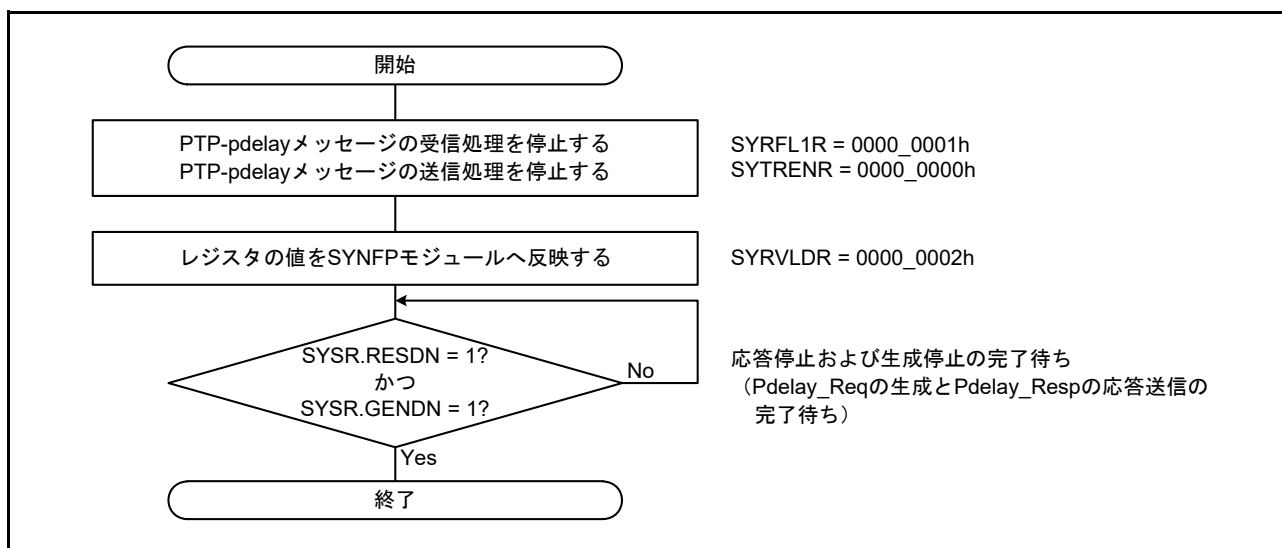 開始
PTP-pdelayメッセージの受信処理を停止する
PTP-pdelayメッセージの送信処理を停止する
SYRFL1R = 0000_0001h
SYTRENR = 0000_0000h
レジスタの値をSYNFPモジュールへ反映する
SYRVLDR = 0000_0002h
SYSR.RESDN = 1?
かつ
SYSR.GENDN = 1?
No
応答停止および生成停止の完了待ち
（Pdelay_Reqの生成とPdelay_Respの応答送信の
完了待ち）
Yes
終了